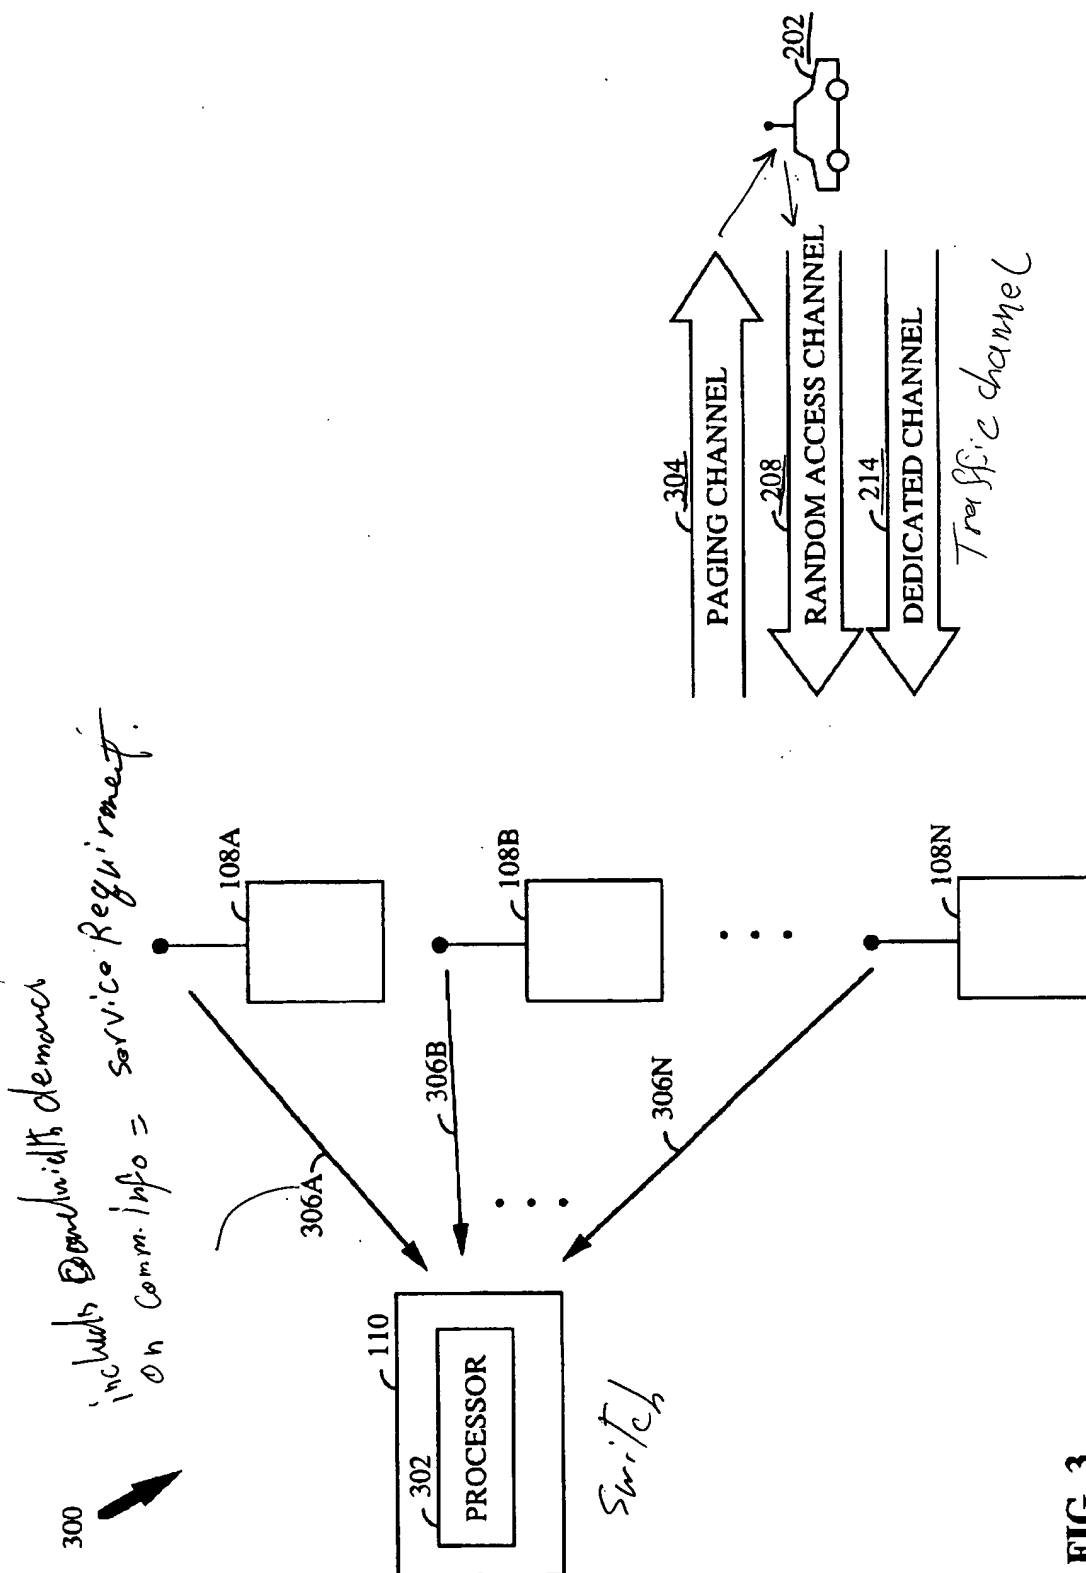 300
includes Bandwidth demand
on comm. info = service Requirement.
306A
306B
306N
108A
108B
108N
110
302
PROCESSOR
Switch
304
PAGING CHANNEL
208
RANDOM ACCESS CHANNEL
214
DEDICATED CHANNEL
Traffic channel
202
FIG. 3